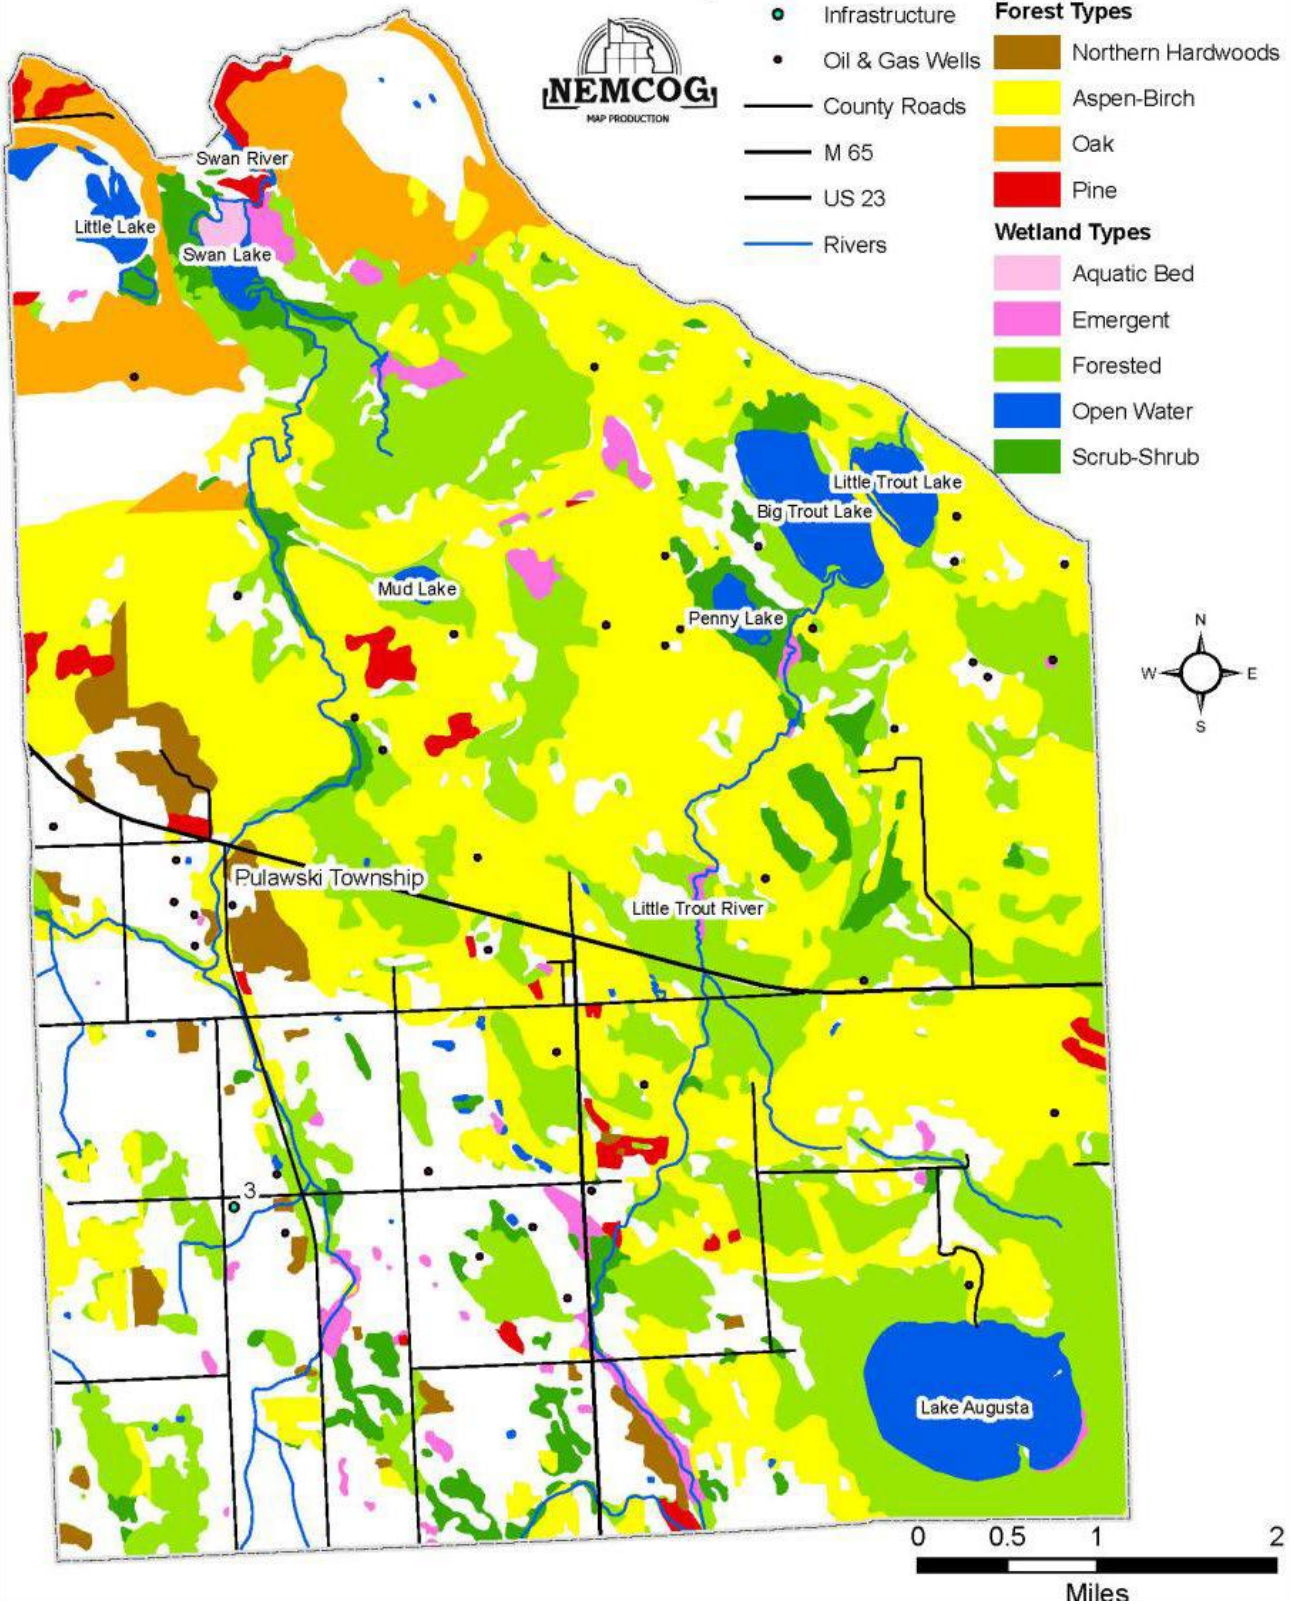 NEMCOG
MAP PRODUCTION
Infrastructure
Oil & Gas Wells
County Roads
M 65
US 23
Rivers
Forest Types
Northern Hardwoods
Aspen-Birch
Oak
Pine
Wetland Types
Aquatic Bed
Emergent
Forested
Open Water
Scrub-Shrub
Swan River
Little Lake
Swan Lake
Little Trout Lake
Big Trout Lake
Mud Lake
Penny Lake
N
W E
S
Pulawski Township
Little Trout River
3
Lake Augusta
0 0.5 1 2
Miles